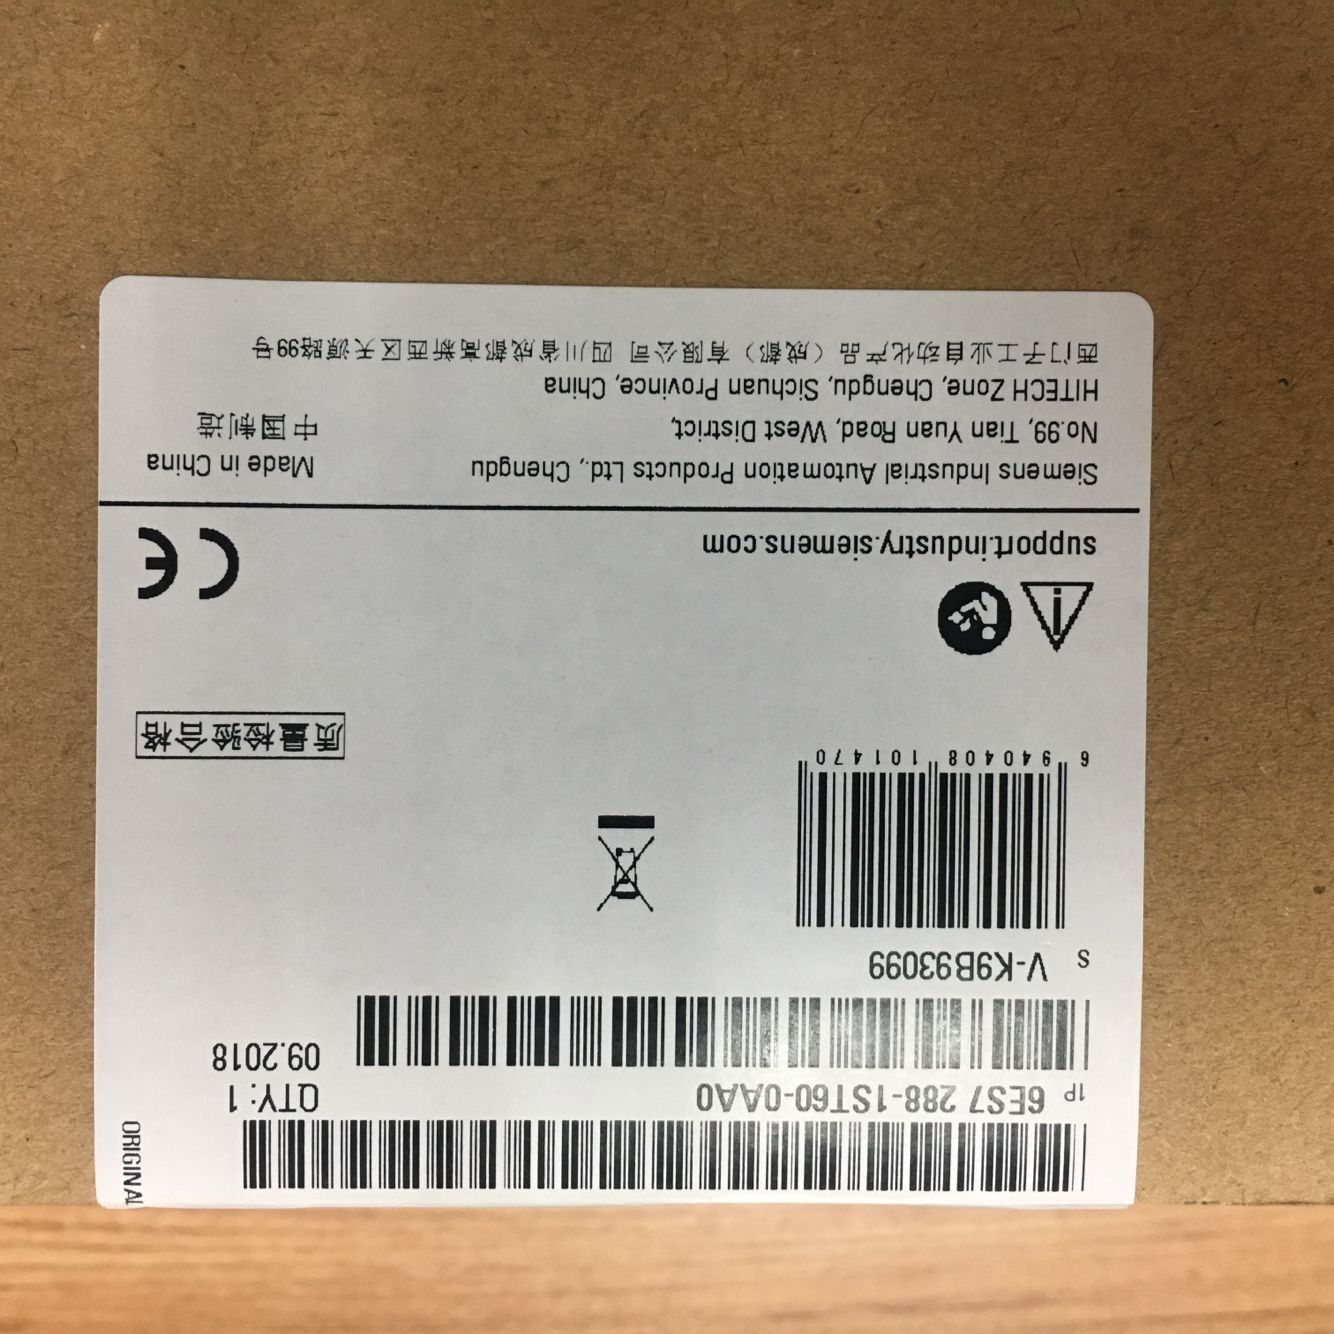 ORIGINAL
1P 6ES7 288-1ST60-0AA0 QTY: 1
09.2018
S V-K9B93099
6 940408 101470
质量检验合格
CE
support.industry.siemens.com
Siemens Industrial Automation Products Ltd., Chengdu
No.99, Tian Yuan Road, West District,
HITECH Zone, Chengdu, Sichuan Province, China
西门子工业自动化产品（成都）有限公司 四川省成都高新西区天源路99号
Made in China
中国制造